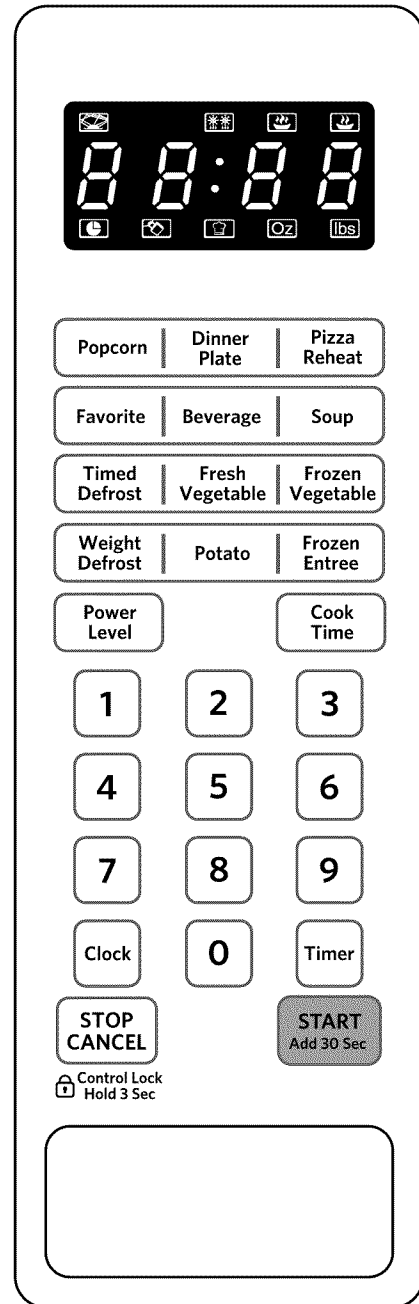 88:88
Oz
lbs
Popcorn
Dinner
Plate
Pizza
Reheat
Favorite
Beverage
Soup
Timed
Defrost
Fresh
Vegetable
Frozen
Vegetable
Weight
Defrost
Potato
Frozen
Entree
Power
Level
Cook
Time
1
2
3
4
5
6
7
8
9
Clock
0
Timer
STOP
CANCEL
START
Add 30 Sec
Control Lock
Hold 3 Sec